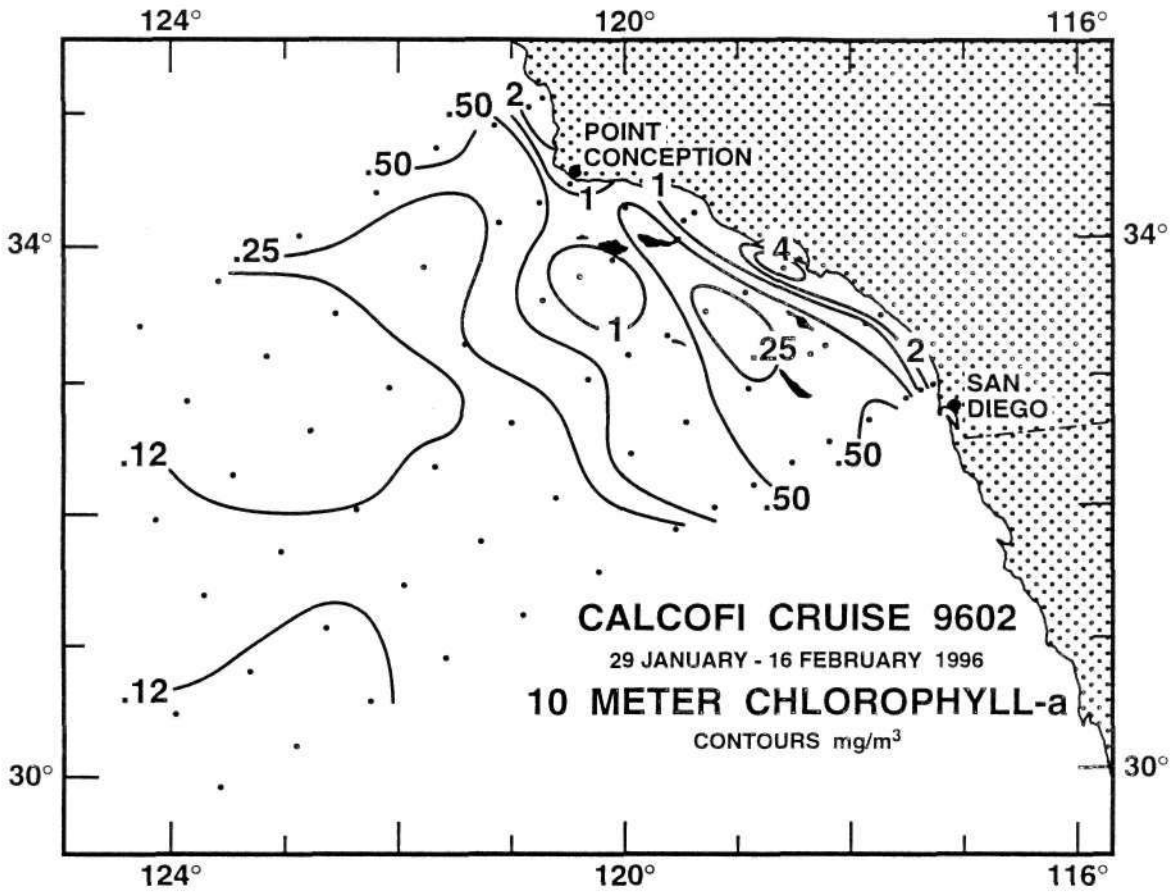 124° 120° 116°
.50 2
POINT
CONCEPTION
.50
1 1
34° .25 4 34°
1 .25 2
SAN
DIEGO
.12 .50
.50
CALCOFI CRUISE 9602
29 JANUARY - 16 FEBRUARY 1996
.12 10 METER CHLOROPHYLL-a
CONTOURS mg/m³
30° 30°
124° 120° 116°